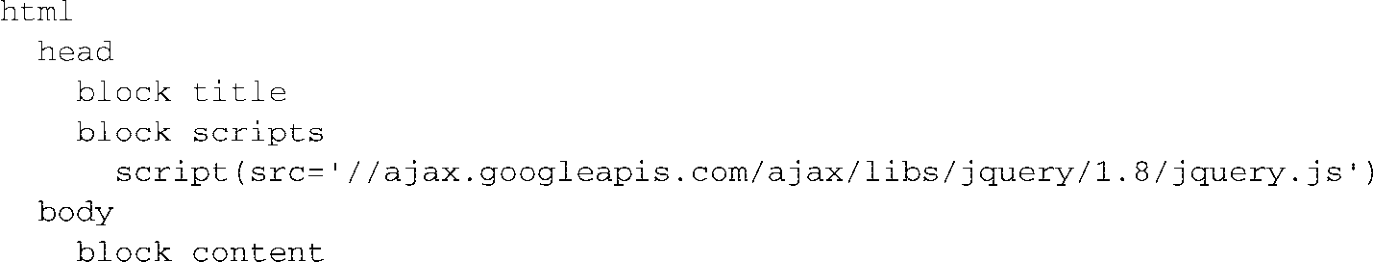 html
  head
    block title
    block scripts
      script(src='//ajax.googleapis.com/ajax/libs/jquery/1.8/jquery.js')
  body
    block content